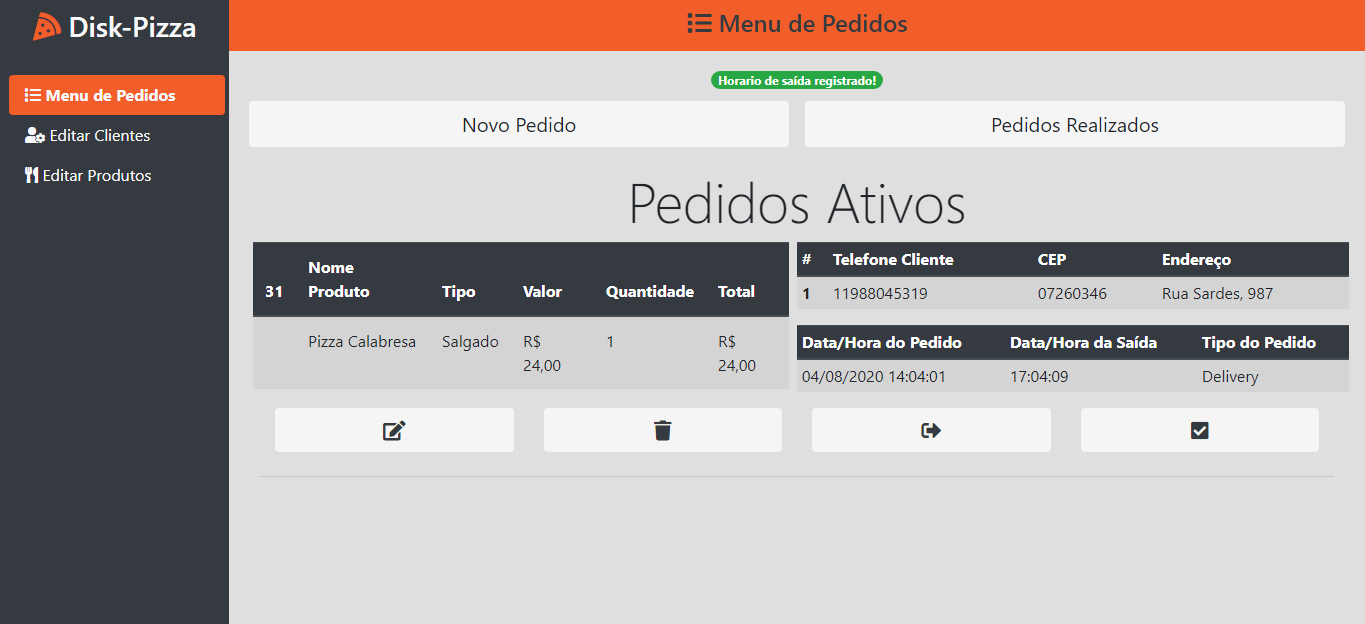 Disk-Pizza
Menu de Pedidos
Editar Clientes
Editar Produtos
Menu de Pedidos
Horario de saída registrado!
Novo Pedido
Pedidos Realizados
Pedidos Ativos
31 Nome Produto Tipo Valor Quantidade Total
Pizza Calabresa Salgado R$ 24,00 1 R$ 24,00
# Telefone Cliente CEP Endereço
1 11988045319 07260346 Rua Sardes, 987
Data/Hora do Pedido Data/Hora da Saída Tipo do Pedido
04/08/2020 14:04:01 17:04:09 Delivery